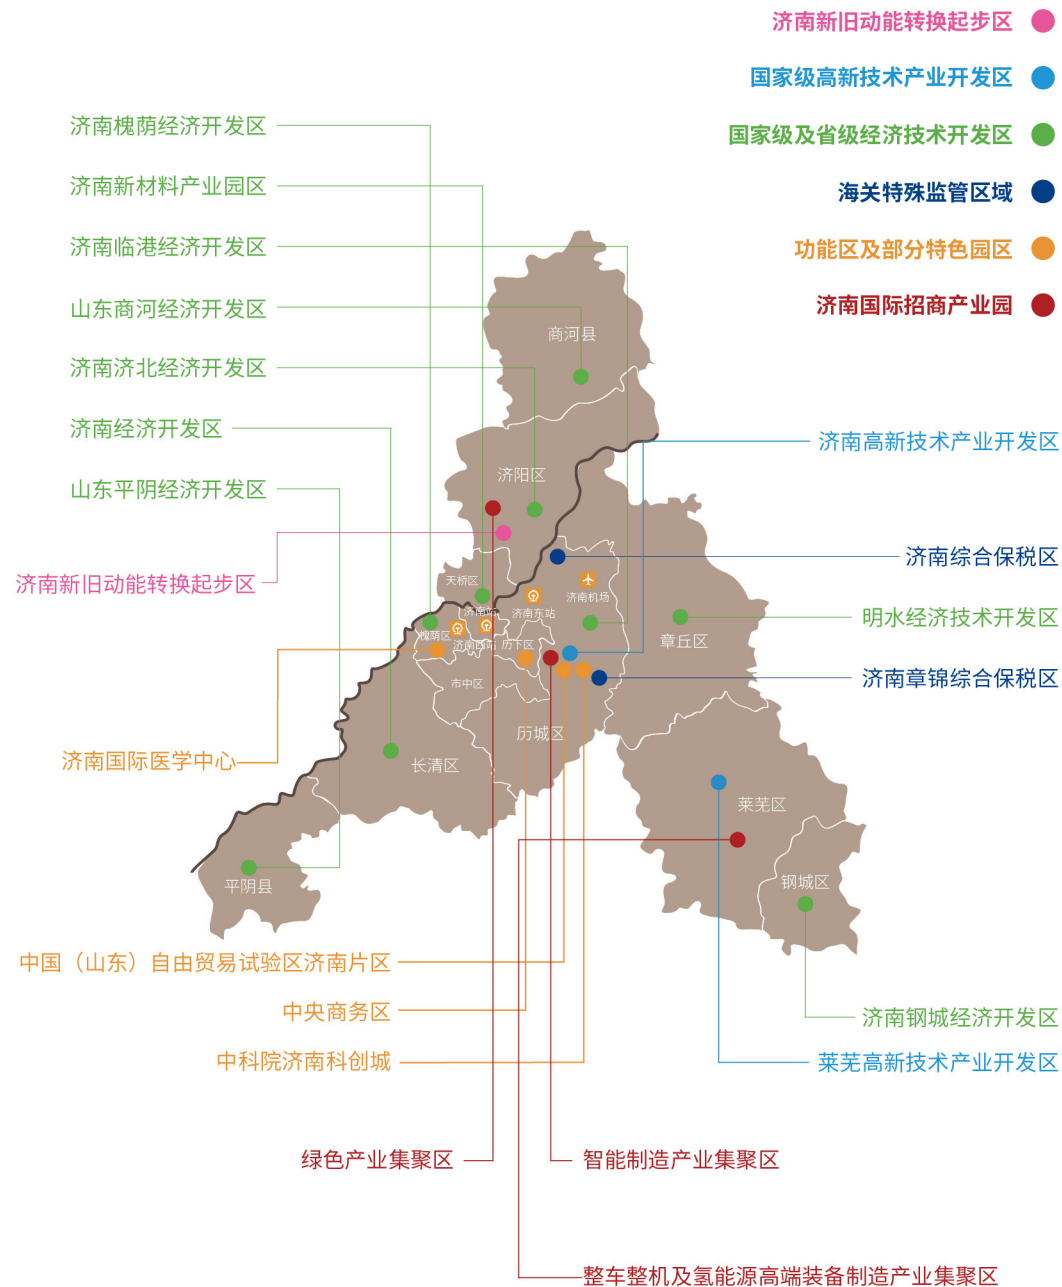 济南新旧动能转换起步区
国家级高新技术产业开发区
国家级及省级经济技术开发区
海关特殊监管区域
功能区及部分特色园区
济南国际招商产业园
济南槐荫经济开发区
济南新材料产业园区
济南临港经济开发区
山东商河经济开发区
济南济北经济开发区
济南经济开发区
山东平阴经济开发区
济南新旧动能转换起步区
济南国际医学中心
商河县
济阳区
天桥区
济南站
济南东站
济南机场
槐荫区
济南西站
历下区
市中区
章丘区
历城区
长清区
莱芜区
平阴县
钢城区
济南高新技术产业开发区
济南综合保税区
明水经济技术开发区
济南章锦综合保税区
中国（山东）自由贸易试验区济南片区
中央商务区
中科院济南科创城
济南钢城经济开发区
莱芜高新技术产业开发区
绿色产业集聚区
智能制造产业集聚区
整车整机及氢能源高端装备制造产业集聚区